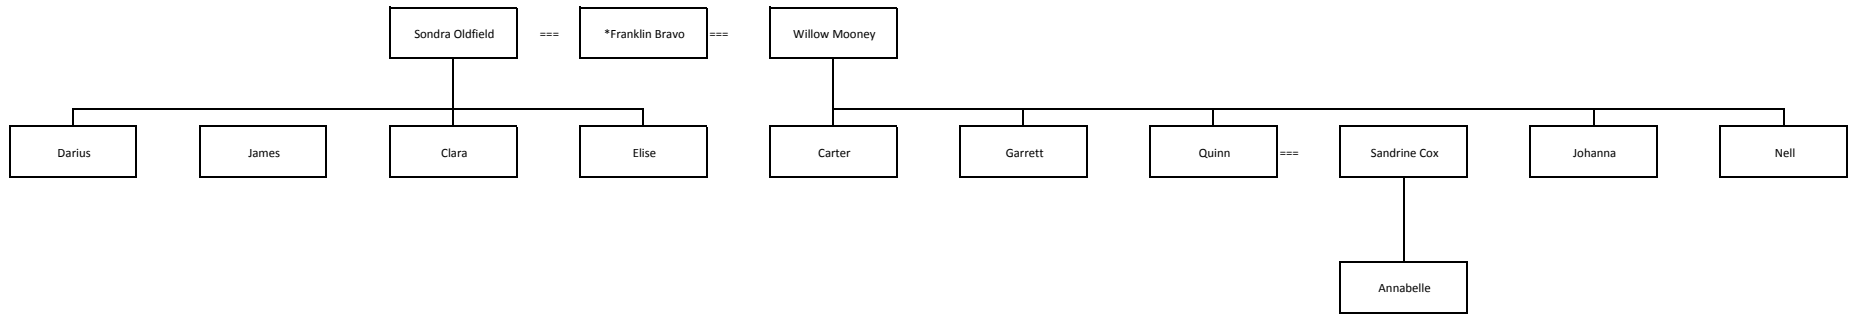 Sondra Oldfield === *Franklin Bravo === Willow Mooney
Darius James Clara Elise Carter Garrett Quinn === Sandrine Cox Johanna Nell
Annabelle